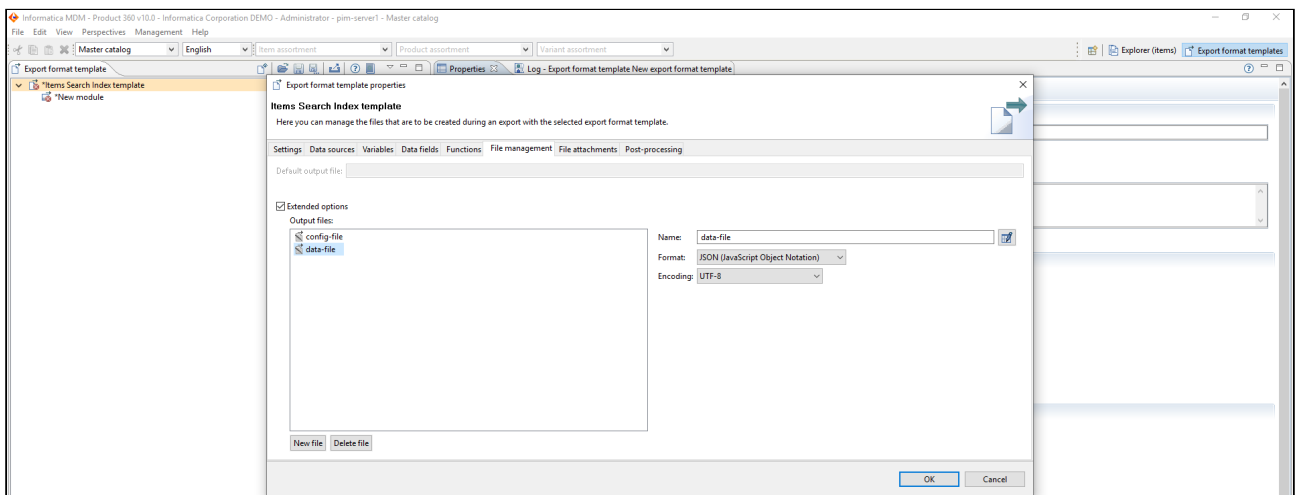 Informatica MDM - Product 360 v10.0 - Informatica Corporation DEMO - Administrator - pim-server1 - Master catalog
File Edit View Perspectives Management Help
Master catalog English Item assortment Product assortment Variant assortment Explorer (items) Export format templates
Export format template Properties Log - Export format template New export format template
*Items Search Index template
*New module
Export format template properties
Items Search Index template
Here you can manage the files that are to be created during an export with the selected export format template.
Settings Data sources Variables Data fields Functions File management File attachments Post-processing
Default output file:
Extended options
Output files:
config-file
data-file
Name: data-file
Format: JSON (JavaScript Object Notation)
Encoding: UTF-8
New file Delete file
OK Cancel